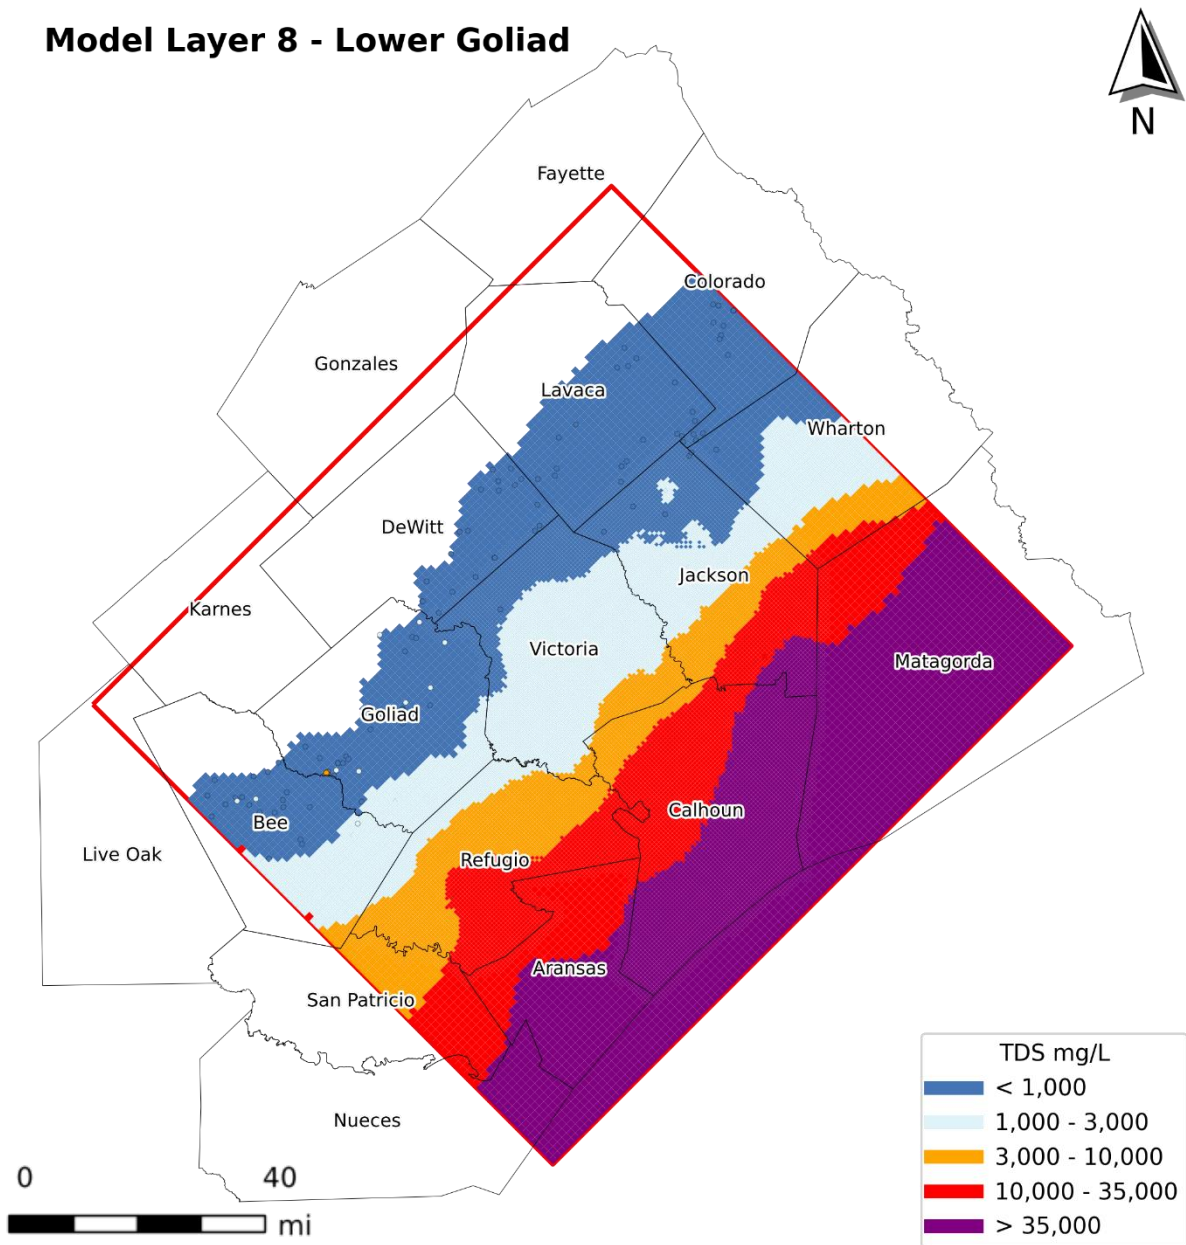 Model Layer 8 - Lower Goliad
N
Fayette
Colorado
Gonzales
Lavaca
Wharton
DeWitt
Jackson
Karnes
Victoria
Matagorda
Goliad
Calhoun
Bee
Live Oak
Refugio
Aransas
San Patricio
Nueces
TDS mg/L
< 1,000
1,000 - 3,000
3,000 - 10,000
10,000 - 35,000
> 35,000
0 40
mi